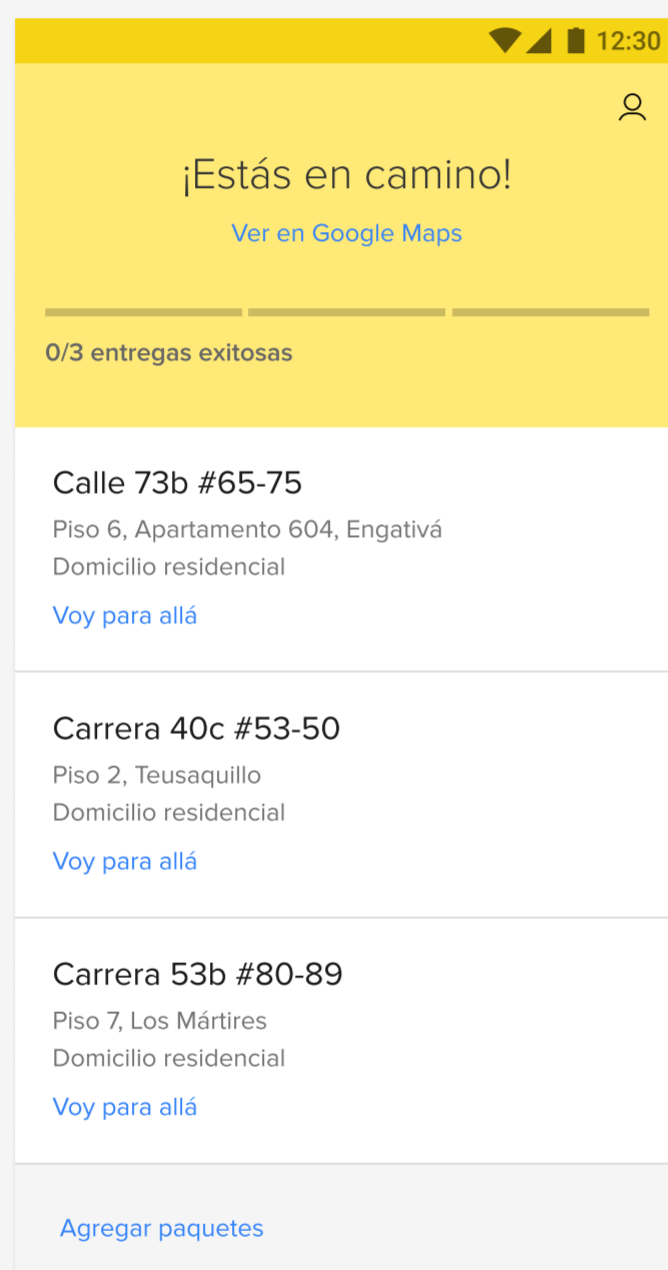 12:30
¡Estás en camino!
Ver en Google Maps
0/3 entregas exitosas
Calle 73b #65-75
Piso 6, Apartamento 604, Engativá
Domicilio residencial
Voy para allá
Carrera 40c #53-50
Piso 2, Teusaquillo
Domicilio residencial
Voy para allá
Carrera 53b #80-89
Piso 7, Los Mártires
Domicilio residencial
Voy para allá
Agregar paquetes